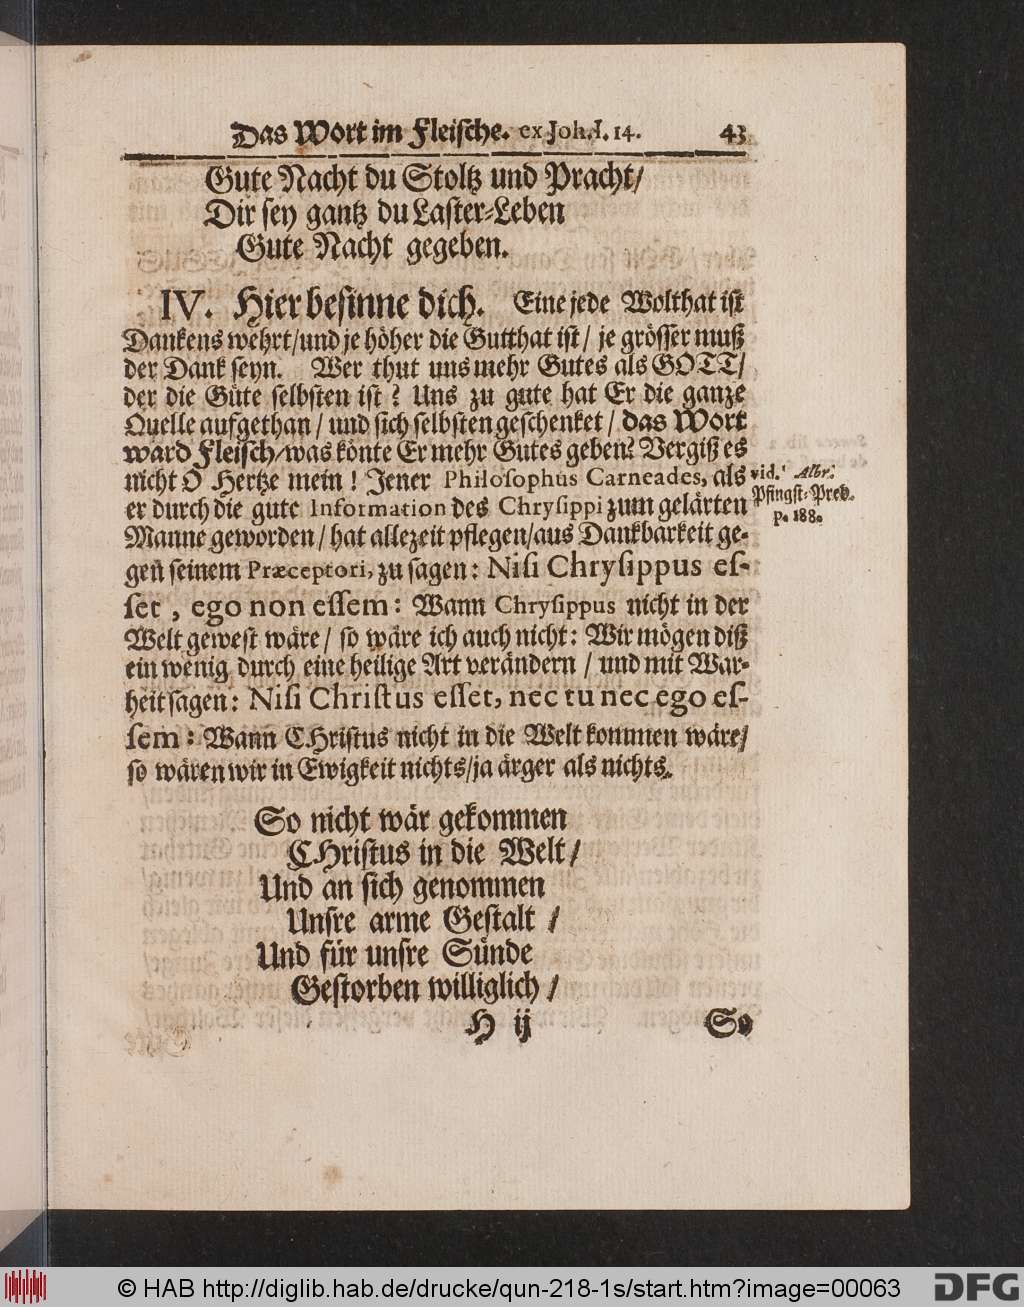 Das Wort im Fleiſche. ex Joh. I. 14. 43
Gute Nacht du Stoltz und Pracht/
Dir ſey gantz du Laſter-Leben
Gute Nacht gegeben.
IV. Hier beſinne dich. Eine jede Wolthat iſt
Dankens wehrt/und je höher die Gutthat iſt/ je gröſſer muß
der Dank ſeyn. Wer thut uns mehr Gutes als GOTT/
der die Güte ſelbſten iſt? Uns zu gute hat Er die ganze
Quelle aufgethan/ und ſich ſelbſten geſchenket/ das Wort
ward Fleiſch/was könte Er mehr Gutes geben? Vergiß es
nicht O Hertze mein! Jener Philoſophus Carneades, als
er durch die gute Information des Chryſippi zum gelärten
Manne geworden/ hat allezeit pflegen/aus Dankbarkeit ge-
gen ſeinem Præceptori, zu ſagen: Niſi Chryſippus eſ-
ſet, ego non eſſem: Wann Chryſippus nicht in der
Welt geweſt wäre/ ſo wäre ich auch nicht: Wir mögen diß
ein wenig durch eine heilige Art verändern/ und mit War-
heit ſagen: Niſi Chriſtus eſſet, nec tu nec ego eſ-
ſem: Wann CHriſtus nicht in die Welt kommen wäre/
ſo wären wir in Ewigkeit nichts/ja ärger als nichts.
vid. Albr.
Pfingſt-Pred.
p. 188.
So nicht wär gekommen
CHriſtus in die Welt/
Und an ſich genommen
Unſre arme Geſtalt/
Und für unſre Sünde
Geſtorben williglich/
H ij So
© HAB http://diglib.hab.de/drucke/qun-218-1s/start.htm?image=00063
DFG